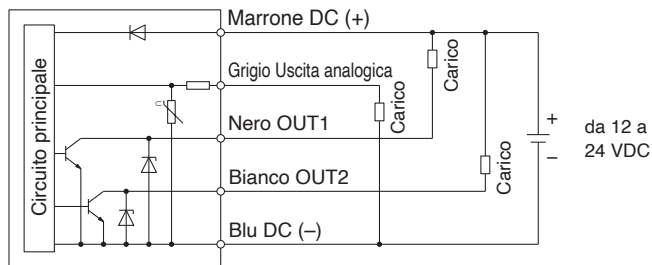 Marrone DC (+)
Grigio Uscita analogica
Nero OUT1
Bianco OUT2
Blu DC (–)
Circuito principale
Carico
Carico
Carico
+
–
da 12 a
24 VDC